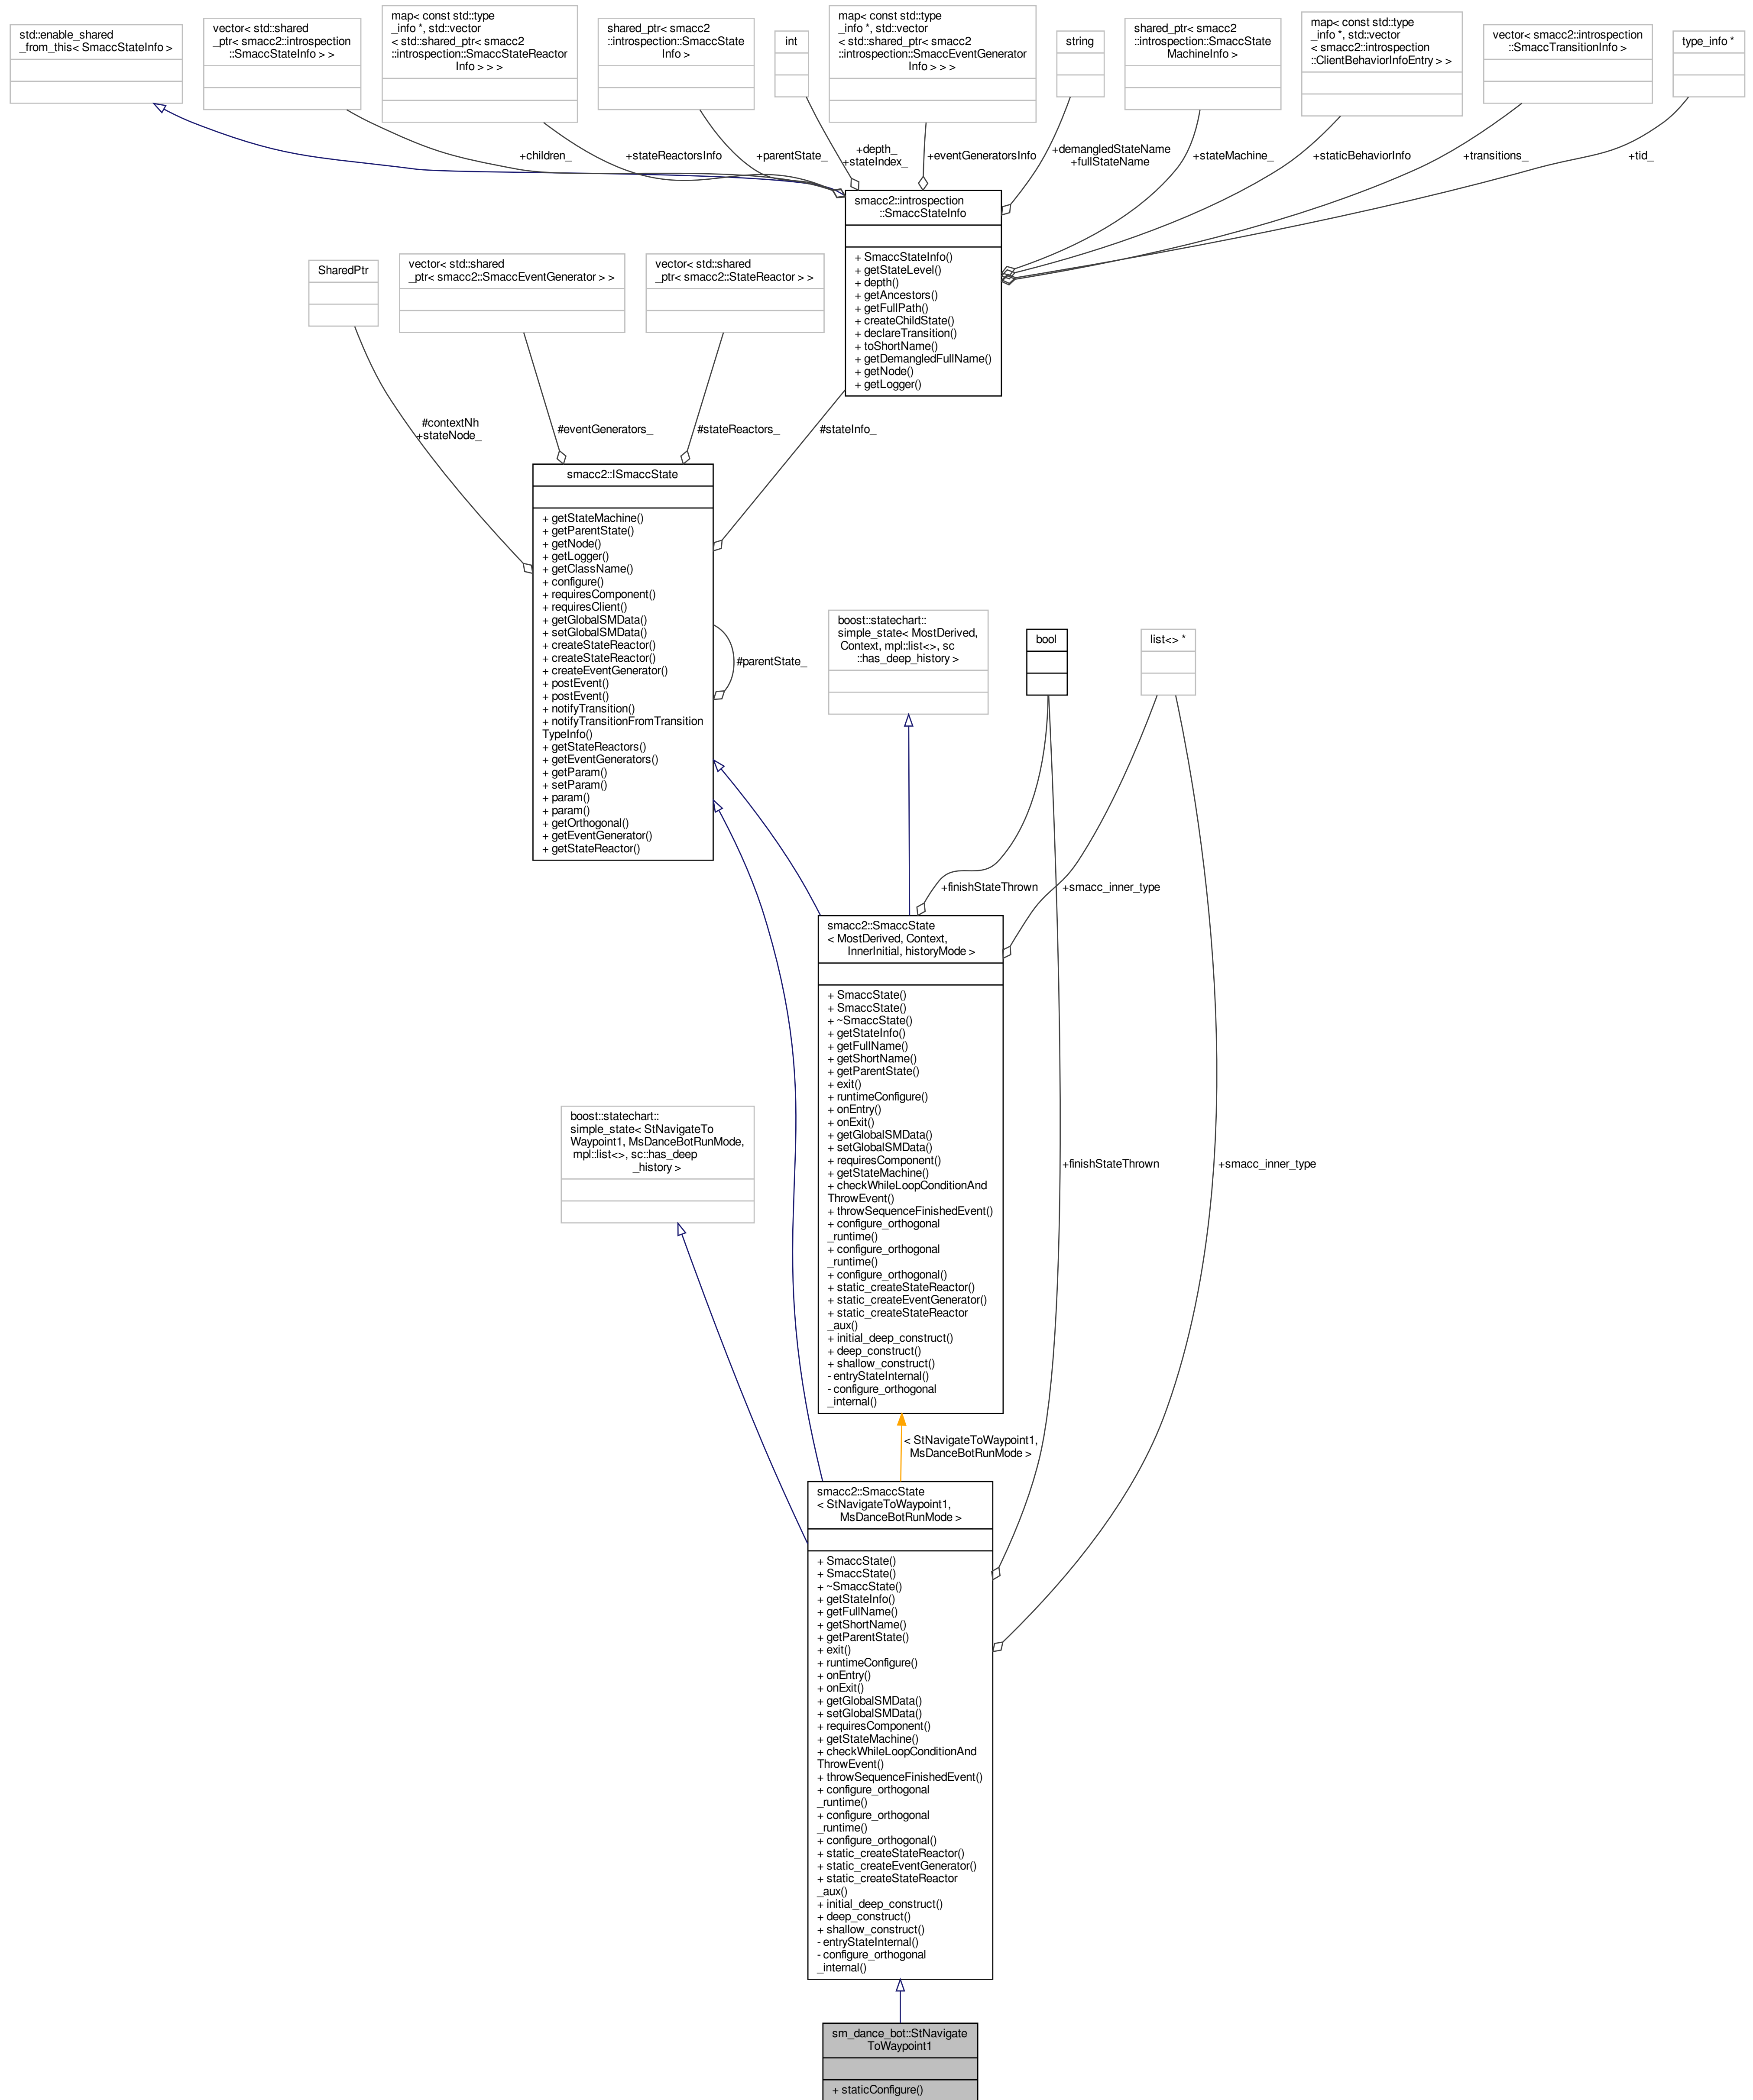 std::enable_shared
_from_this< SmaccStateInfo >
vector< std::shared
_ptr< smacc2::introspection
::SmaccStateInfo > >
map< const std::type
_info *, std::vector
< std::shared_ptr< smacc2
::introspection::SmaccStateReactor
Info > > >
shared_ptr< smacc2
::introspection::SmaccState
Info >
int
map< const std::type
_info *, std::vector
< std::shared_ptr< smacc2
::introspection::SmaccEventGenerator
Info > > >
string
shared_ptr< smacc2
::introspection::SmaccState
MachineInfo >
map< const std::type
_info *, std::vector
< smacc2::introspection
::ClientBehaviorInfoEntry > >
vector< smacc2::introspection
::SmaccTransitionInfo >
type_info *
+children_
+stateReactorsInfo
+parentState_
+depth_
+stateIndex_
+eventGeneratorsInfo
+demangledStateName
+fullStateName
+stateMachine_
+staticBehaviorInfo
+transitions_
+tid_
smacc2::introspection
::SmaccStateInfo
+ SmaccStateInfo()
+ getStateLevel()
+ depth()
+ getAncestors()
+ getFullPath()
+ createChildState()
+ declareTransition()
+ toShortName()
+ getDemangledFullName()
+ getNode()
+ getLogger()
SharedPtr
vector< std::shared
_ptr< smacc2::SmaccEventGenerator > >
vector< std::shared
_ptr< smacc2::StateReactor > >
#contextNh
+stateNode_
#eventGenerators_
#stateReactors_
#stateInfo_
smacc2::ISmaccState
+ getStateMachine()
+ getParentState()
+ getNode()
+ getLogger()
+ getClassName()
+ configure()
+ requiresComponent()
+ requiresClient()
+ getGlobalSMData()
+ setGlobalSMData()
+ createStateReactor()
+ createStateReactor()
+ createEventGenerator()
+ postEvent()
+ postEvent()
+ notifyTransition()
+ notifyTransitionFromTransition
TypeInfo()
+ getStateReactors()
+ getEventGenerators()
+ getParam()
+ setParam()
+ param()
+ param()
+ getOrthogonal()
+ getEventGenerator()
+ getStateReactor()
#parentState_
boost::statechart::
simple_state< MostDerived,
Context, mpl::list<>, sc
::has_deep_history >
bool
list<> *
+finishStateThrown
+smacc_inner_type
smacc2::SmaccState
< MostDerived, Context,
InnerInitial, historyMode >
+ SmaccState()
+ SmaccState()
+ ~SmaccState()
+ getStateInfo()
+ getFullName()
+ getShortName()
+ getParentState()
+ exit()
+ runtimeConfigure()
+ onEntry()
+ onExit()
+ getGlobalSMData()
+ setGlobalSMData()
+ requiresComponent()
+ getStateMachine()
+ checkWhileLoopConditionAnd
ThrowEvent()
+ throwSequenceFinishedEvent()
+ configure_orthogonal
_runtime()
+ configure_orthogonal
_runtime()
+ configure_orthogonal()
+ static_createStateReactor()
+ static_createEventGenerator()
+ static_createStateReactor
_aux()
+ initial_deep_construct()
+ deep_construct()
+ shallow_construct()
- entryStateInternal()
- configure_orthogonal
_internal()
boost::statechart::
simple_state< StNavigateTo
Waypoint1, MsDanceBotRunMode,
mpl::list<>, sc::has_deep
_history >
+finishStateThrown
+smacc_inner_type
< StNavigateToWaypoint1,
MsDanceBotRunMode >
smacc2::SmaccState
< StNavigateToWaypoint1,
MsDanceBotRunMode >
+ SmaccState()
+ SmaccState()
+ ~SmaccState()
+ getStateInfo()
+ getFullName()
+ getShortName()
+ getParentState()
+ exit()
+ runtimeConfigure()
+ onEntry()
+ onExit()
+ getGlobalSMData()
+ setGlobalSMData()
+ requiresComponent()
+ getStateMachine()
+ checkWhileLoopConditionAnd
ThrowEvent()
+ throwSequenceFinishedEvent()
+ configure_orthogonal
_runtime()
+ configure_orthogonal
_runtime()
+ configure_orthogonal()
+ static_createStateReactor()
+ static_createEventGenerator()
+ static_createStateReactor
_aux()
+ initial_deep_construct()
+ deep_construct()
+ shallow_construct()
- entryStateInternal()
- configure_orthogonal
_internal()
sm_dance_bot::StNavigate
ToWaypoint1
+ staticConfigure()